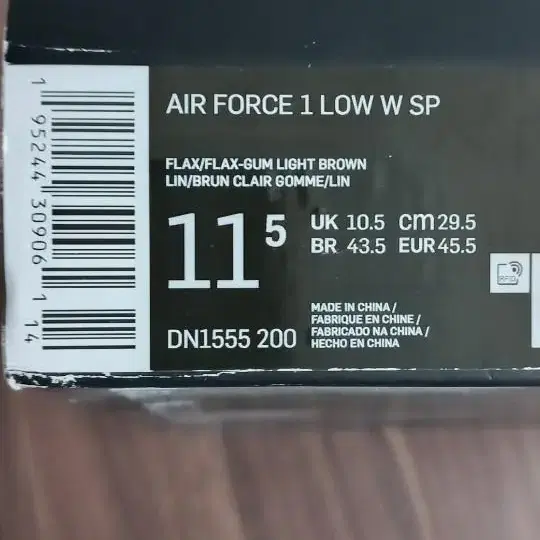 AIR FORCE 1 LOW W SP
FLAX/FLAX-GUM LIGHT BROWN
LIN/BRUN CLAIR GOMME/LIN
11 5
UK 10.5 cm 29.5
BR 43.5 EUR 45.5
RFID
DN1555 200
MADE IN CHINA /
FABRIQUE EN CHINE /
FABRICADO NA CHINA /
HECHO EN CHINA
1 95244 30906 1 14